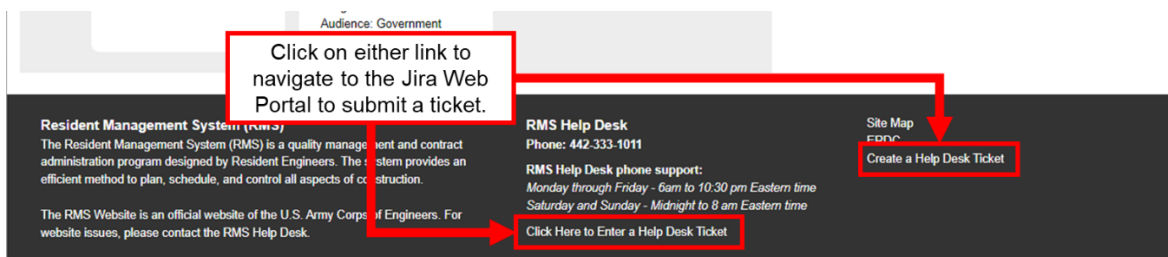 Audience: Government
Click on either link to
navigate to the Jira Web
Portal to submit a ticket.
Resident Management System (RMS)
The Resident Management System (RMS) is a quality management and contract
administration program designed by Resident Engineers. The system provides an
efficient method to plan, schedule, and control all aspects of construction.
The RMS Website is an official website of the U.S. Army Corps of Engineers. For
website issues, please contact the RMS Help Desk.
RMS Help Desk
Phone: 442-333-1011
RMS Help Desk phone support:
Monday through Friday - 6am to 10:30 pm Eastern time
Saturday and Sunday - Midnight to 8 am Eastern time
Click Here to Enter a Help Desk Ticket
Site Map
ERDC
Create a Help Desk Ticket